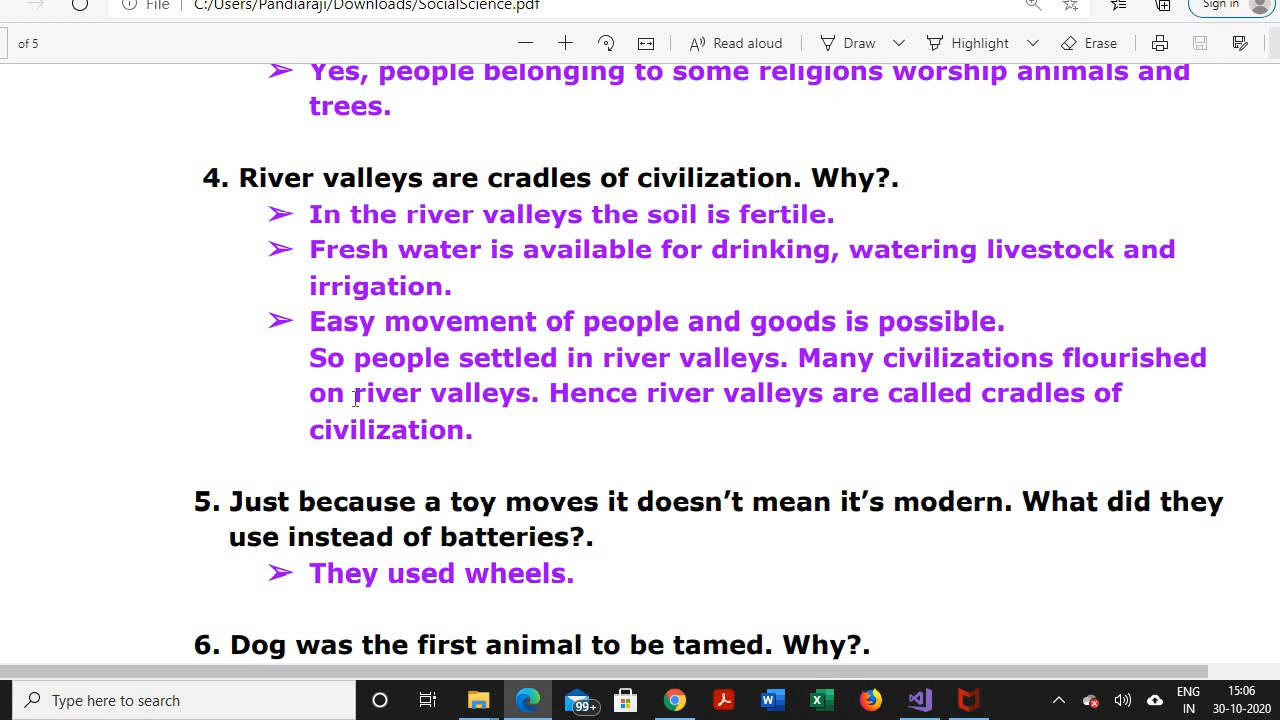 File C:/Users/Pandiaraji/Downloads/SocialScience.pdf Sign in
of 5 Read aloud Draw Highlight Erase
➢ Yes, people belonging to some religions worship animals and
trees.
4. River valleys are cradles of civilization. Why?.
➢ In the river valleys the soil is fertile.
➢ Fresh water is available for drinking, watering livestock and
irrigation.
➢ Easy movement of people and goods is possible.
So people settled in river valleys. Many civilizations flourished
on river valleys. Hence river valleys are called cradles of
civilization.
5. Just because a toy moves it doesn’t mean it’s modern. What did they
use instead of batteries?.
➢ They used wheels.
6. Dog was the first animal to be tamed. Why?.
Type here to search 99+ ENG 15:06
IN 30-10-2020